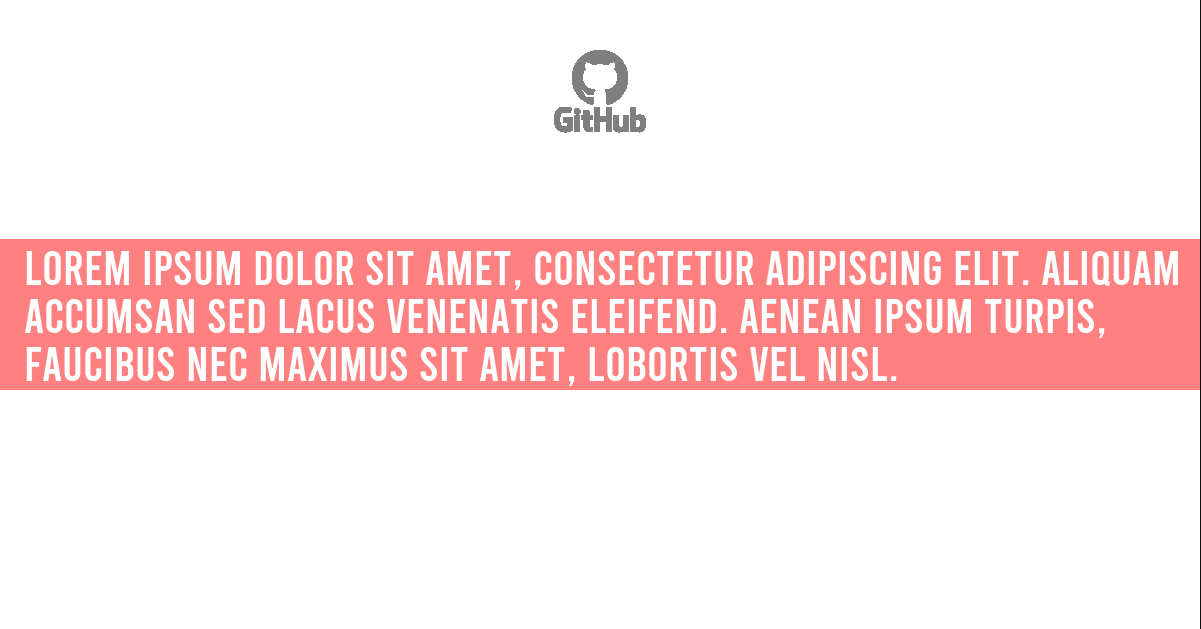 GitHub
LOREM IPSUM DOLOR SIT AMET, CONSECTETUR ADIPISCING ELIT. ALIQUAM
ACCUMSAN SED LACUS VENENATIS ELEIFEND. AENEAN IPSUM TURPIS,
FAUCIBUS NEC MAXIMUS SIT AMET, LOBORTIS VEL NISL.